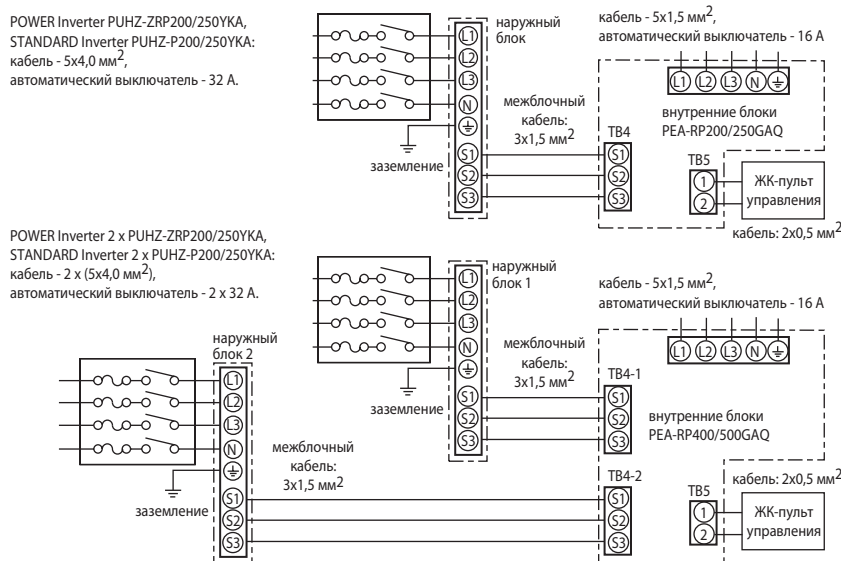 POWER Inverter PUHZ-ZRP200/250YKA,
STANDARD Inverter PUHZ-P200/250YKA:
кабель - 5x4,0 мм2,
автоматический выключатель - 32 А.
наружный
блок
L1
L2
L3
N
заземление
S1
S2
S3
межблочный
кабель:
3x1,5 мм2
кабель - 5x1,5 мм2,
автоматический выключатель - 16 А
L1 L2 L3 N
внутренние блоки
PEA-RP200/250GAQ
TB4
S1
S2
S3
TB5
1
2
ЖК-пульт
управления
кабель: 2x0,5 мм2
POWER Inverter 2 x PUHZ-ZRP200/250YKA,
STANDARD Inverter 2 x PUHZ-P200/250YKA:
кабель - 2 x (5x4,0 мм2),
автоматический выключатель - 2 x 32 А.
наружный
блок 1
L1
L2
L3
N
заземление
S1
S2
S3
межблочный
кабель:
3x1,5 мм2
кабель - 5x1,5 мм2,
автоматический выключатель - 16 А
L1 L2 L3 N
TB4-1
S1
S2
S3
внутренние блоки
PEA-RP400/500GAQ
наружный
блок 2
L1
L2
L3
N
заземление
S1
S2
S3
межблочный
кабель:
3x1,5 мм2
TB4-2
S1
S2
S3
TB5
1
2
кабель: 2x0,5 мм2
ЖК-пульт
управления